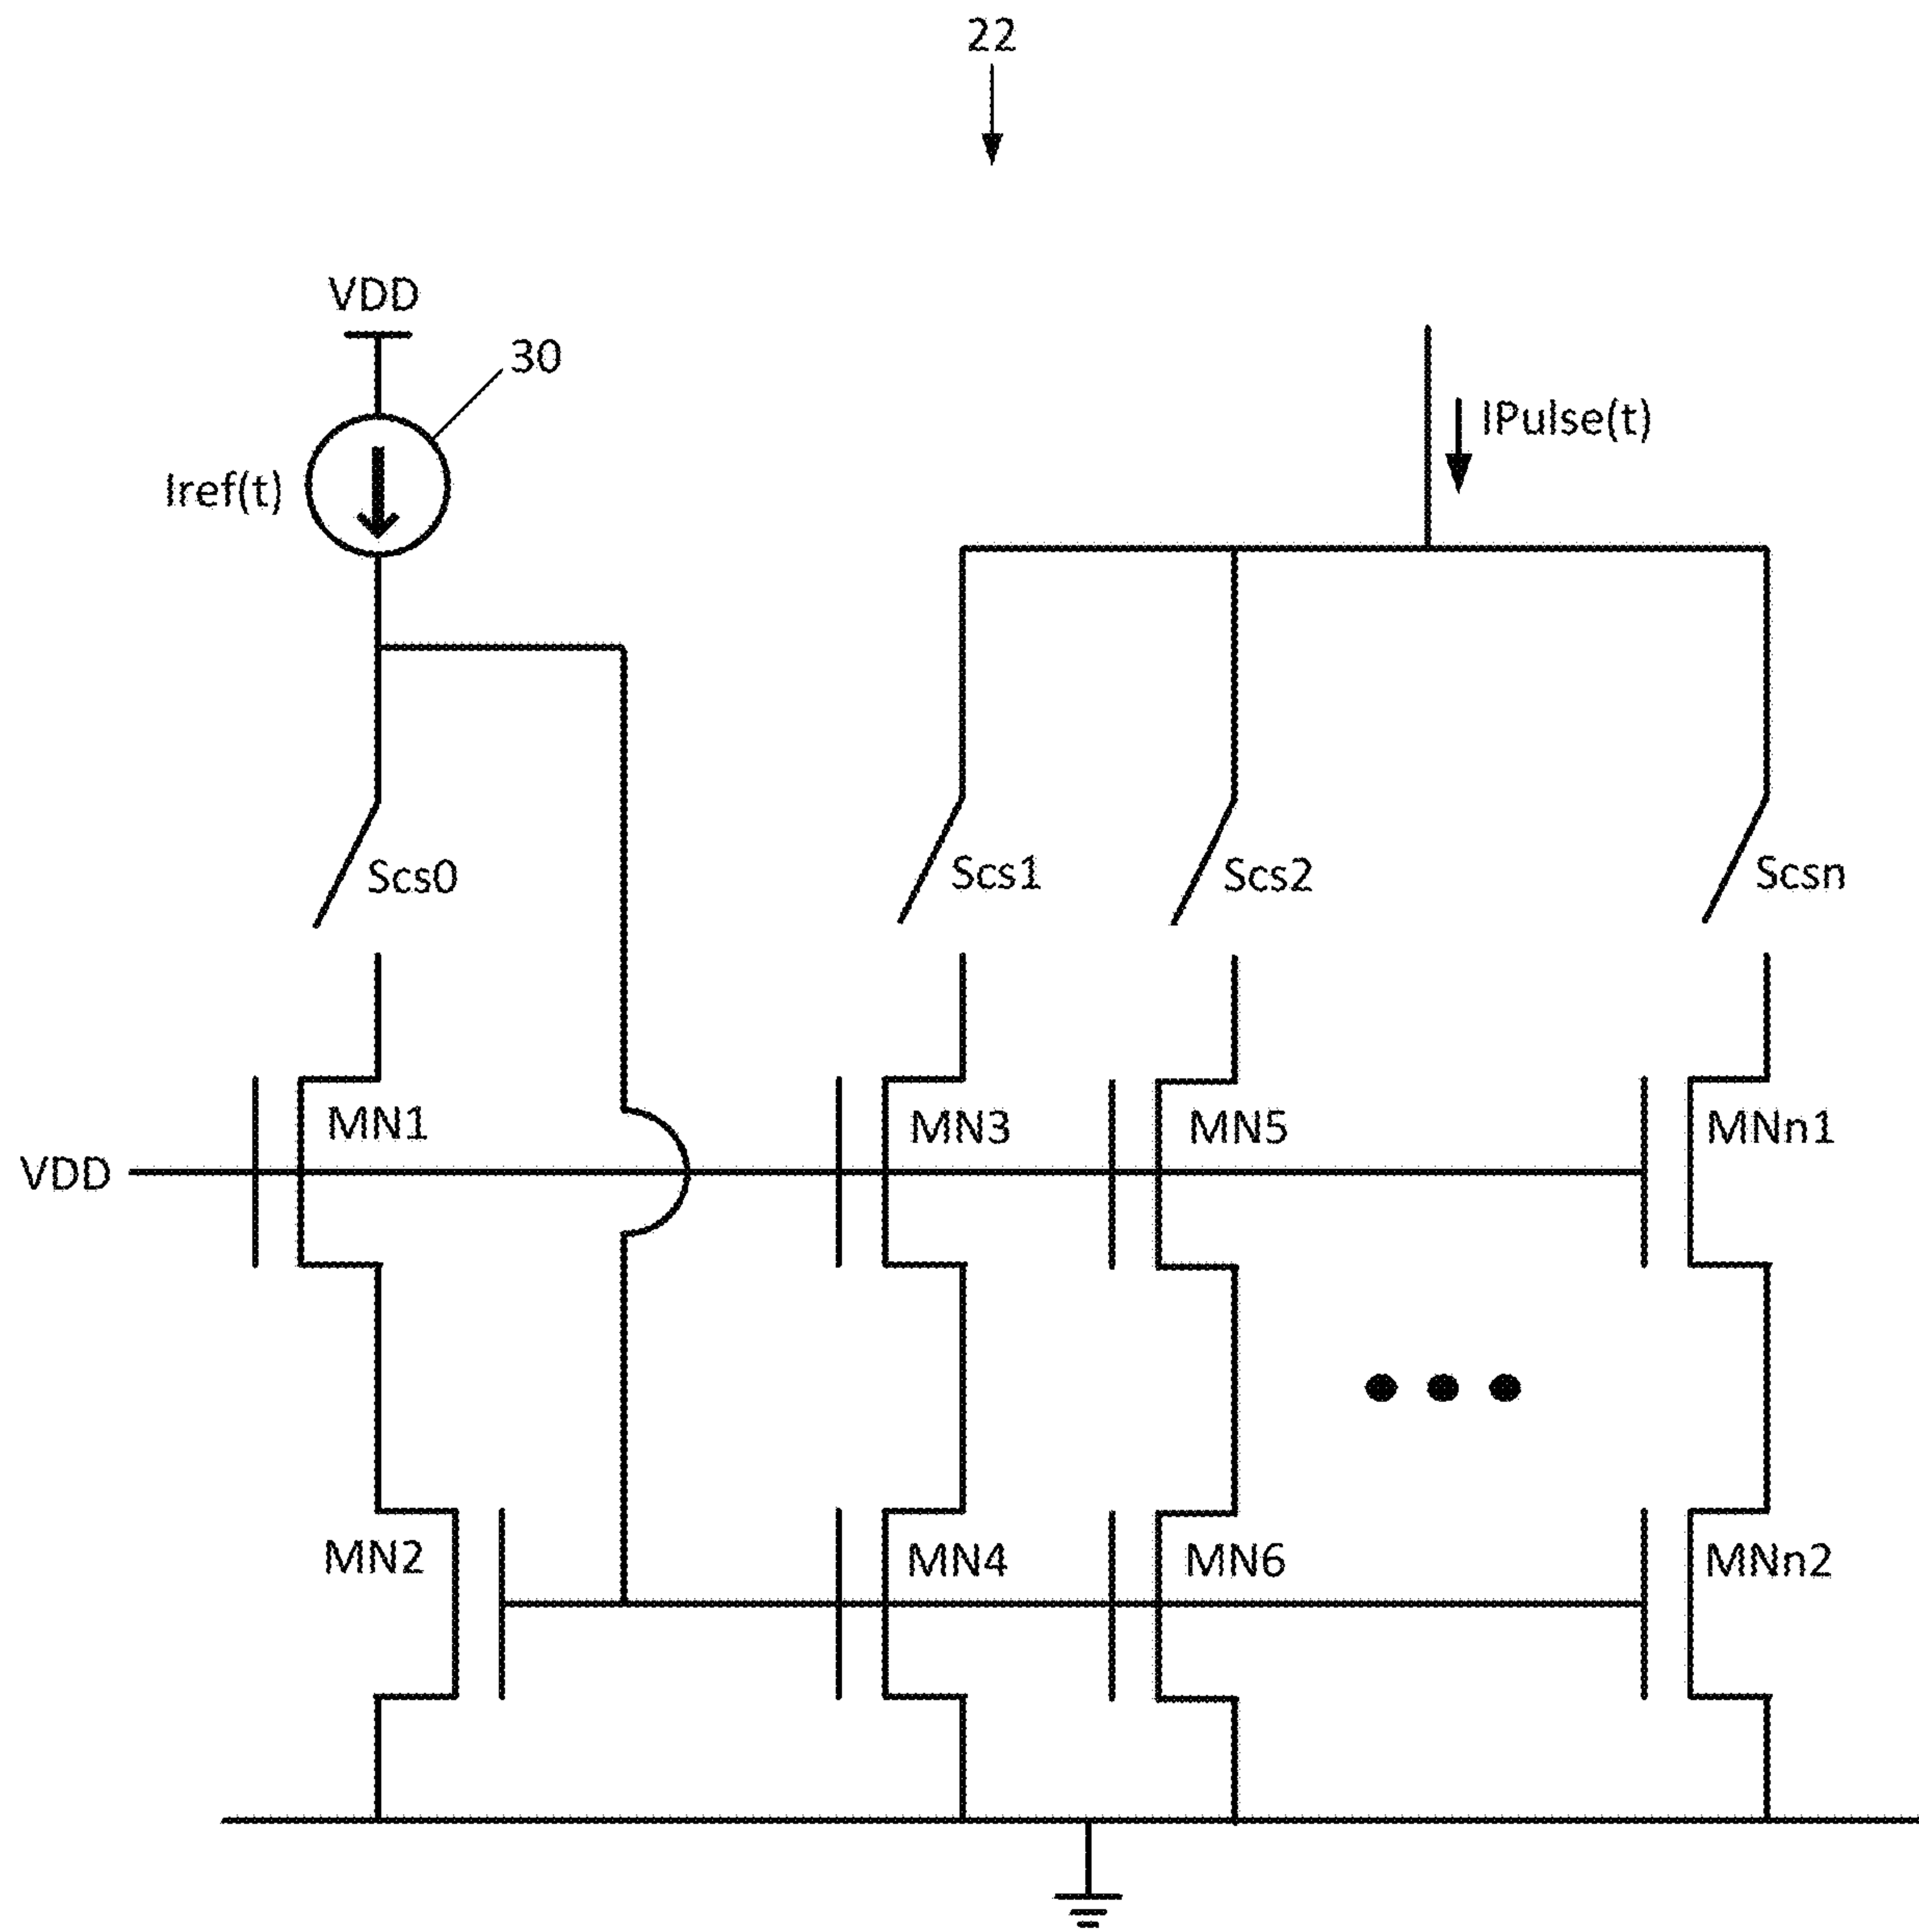 22
VDD
30
Iref(t)
IPulse(t)
Scs0
Scs1
Scs2
Scsn
MN1
MN3
MN5
MNn1
VDD
MN2
MN4
MN6
MNn2